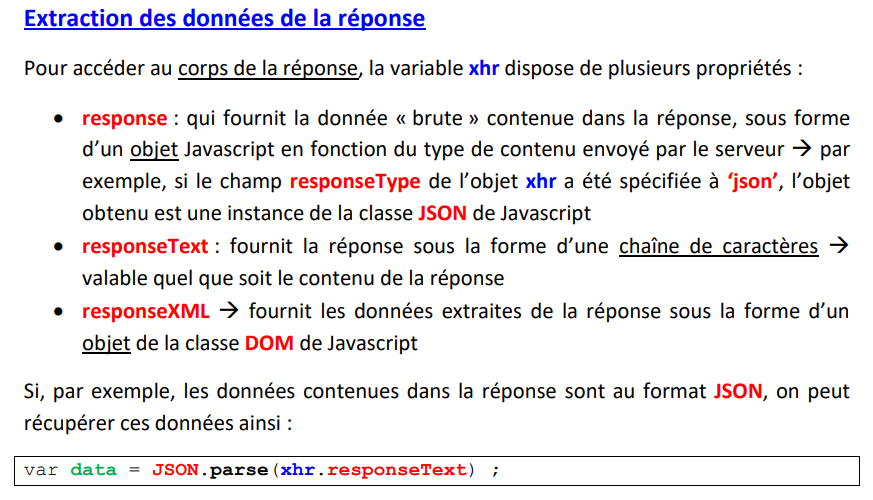 Extraction des données de la réponse
Pour accéder au corps de la réponse, la variable xhr dispose de plusieurs propriétés :
• response : qui fournit la donnée « brute » contenue dans la réponse, sous forme
d’un objet Javascript en fonction du type de contenu envoyé par le serveur → par
exemple, si le champ responseType de l’objet xhr a été spécifiée à ‘json’, l’objet
obtenu est une instance de la classe JSON de Javascript
• responseText : fournit la réponse sous la forme d’une chaîne de caractères →
valable quel que soit le contenu de la réponse
• responseXML → fournit les données extraites de la réponse sous la forme d’un
objet de la classe DOM de Javascript
Si, par exemple, les données contenues dans la réponse sont au format JSON, on peut
récupérer ces données ainsi :
var data = JSON.parse(xhr.responseText) ;